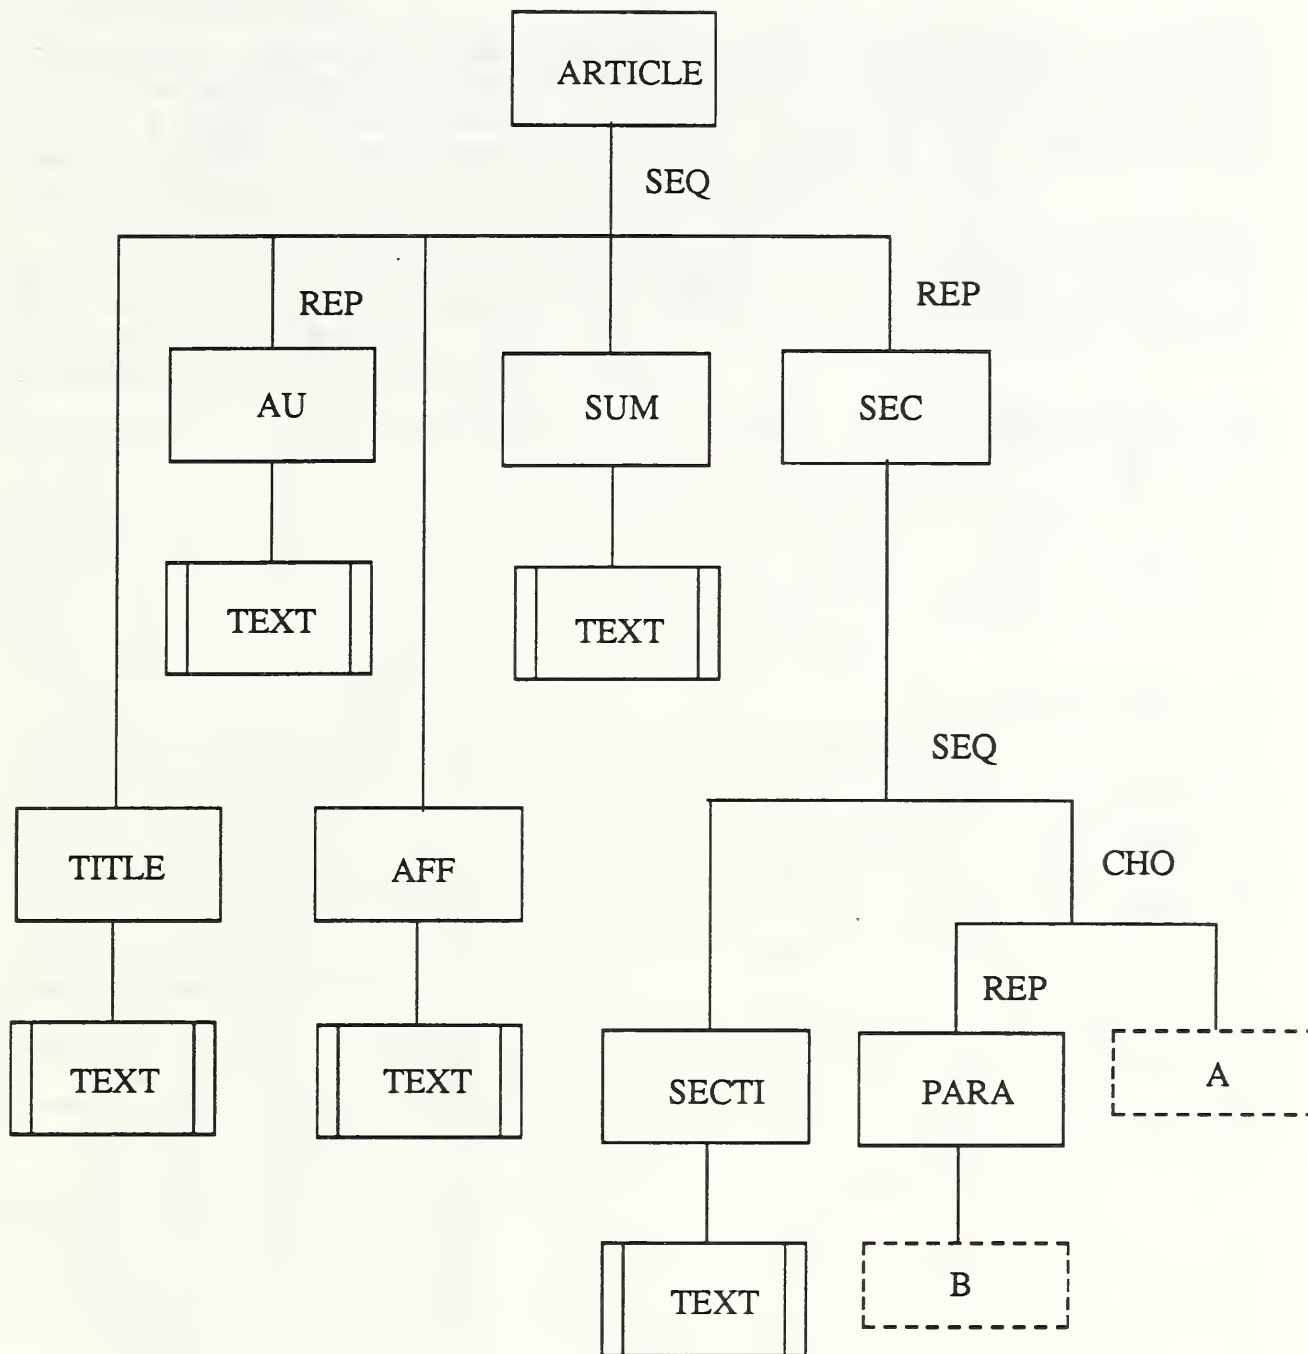 ARTICLE
SEQ
REP
REP
AU
SUM
SEC
TEXT
TEXT
SEQ
TITLE
AFF
CHO
REP
TEXT
TEXT
SECTI
PARA
A
TEXT
B